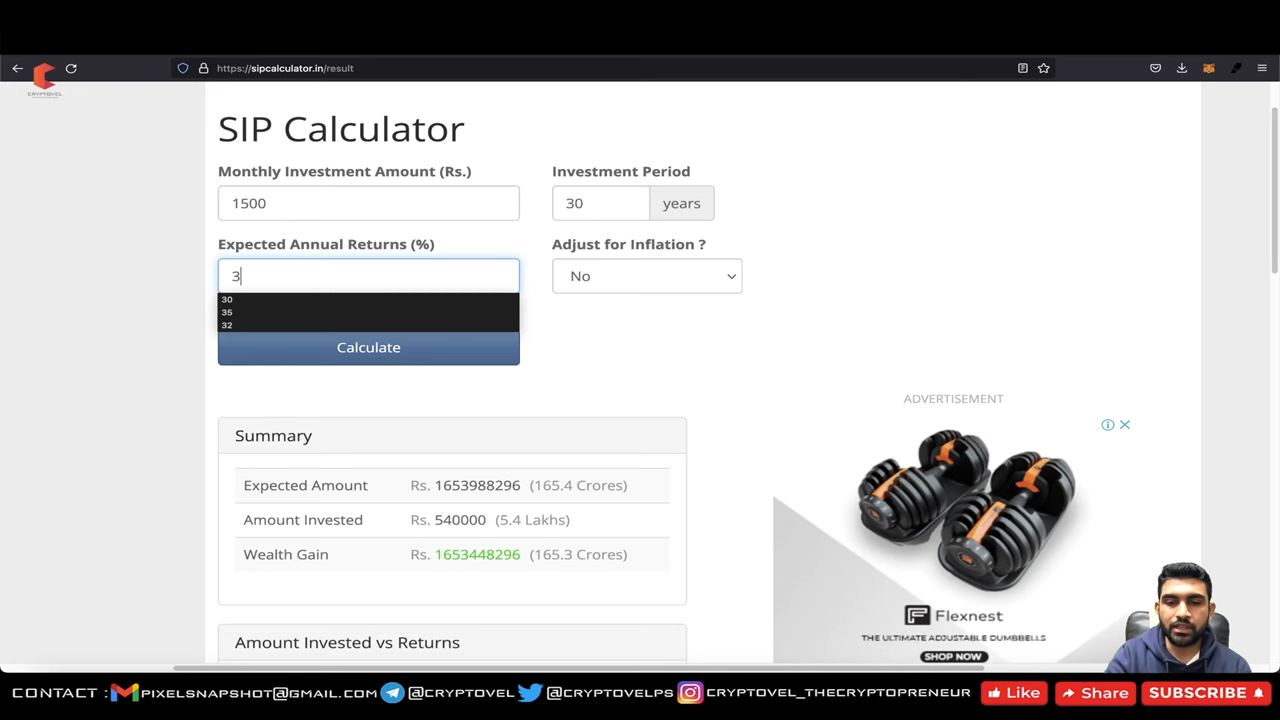 https://sipcalculator.in/result
CRYPTOVEL
SIP Calculator
Monthly Investment Amount (Rs.)
Investment Period
1500
30
years
Expected Annual Returns (%)
Adjust for Inflation ?
3
No
30
35
32
Calculate
ADVERTISEMENT
Summary
Expected Amount Rs. 1653988296 (165.4 Crores)
Amount Invested Rs. 540000 (5.4 Lakhs)
Wealth Gain Rs. 1653448296 (165.3 Crores)
Flexnest
THE ULTIMATE ADJUSTABLE DUMBBELLS
SHOP NOW
Amount Invested vs Returns
CONTACT : PIXELSNAPSHOT@GMAIL.COM @CRYPTOVEL @CRYPTOVELPS @CRYPTOVEL_THECRYPTOPRENEUR Like Share SUBSCRIBE